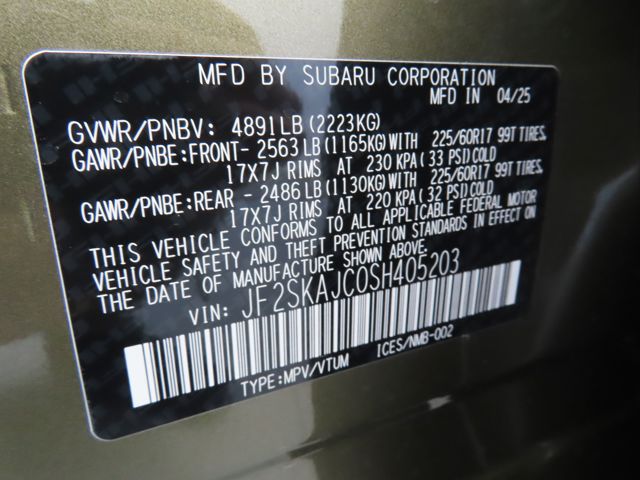 MFD BY SUBARU CORPORATION
MFD IN 04/25
GVWR/PNBV: 4891LB(2223KG)
GAWR/PNBE:FRONT- 2563 LB(1165KG)WITH 225/60R17 99T TIRES.
17X7J RIMS AT 230 KPA(33 PSI)COLD
GAWR/PNBE:REAR - 2486 LB(1130KG)WITH 225/60R17 99T TIRES.
17X7J RIMS AT 220 KPA(32 PSI)COLD
THIS VEHICLE CONFORMS TO ALL APPLICABLE FEDERAL MOTOR
VEHICLE SAFETY AND THEFT PREVENTION STANDARDS IN EFFECT ON
THE DATE OF MANUFACTURE SHOWN ABOVE.
VIN: JF2SKAJC0SH405203
TYPE:MPV/VTUM ICES/NMB-002